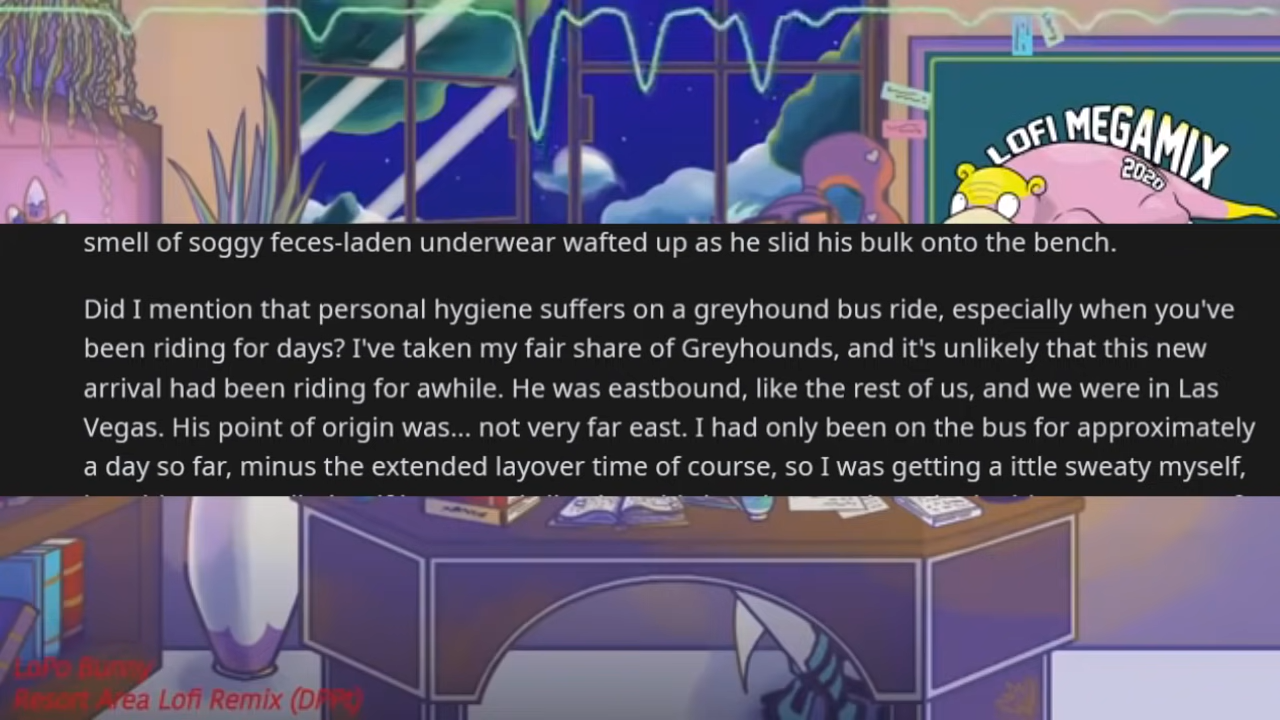 LOFI MEGAMIX
2020
smell of soggy feces-laden underwear wafted up as he slid his bulk onto the bench.
Did I mention that personal hygiene suffers on a greyhound bus ride, especially when you've
been riding for days? I've taken my fair share of Greyhounds, and it's unlikely that this new
arrival had been riding for awhile. He was eastbound, like the rest of us, and we were in Las
Vegas. His point of origin was... not very far east. I had only been on the bus for approximately
a day so far, minus the extended layover time of course, so I was getting a ittle sweaty myself,
LoPo Bunny
Resort Area Lofi Remix (DPPt)